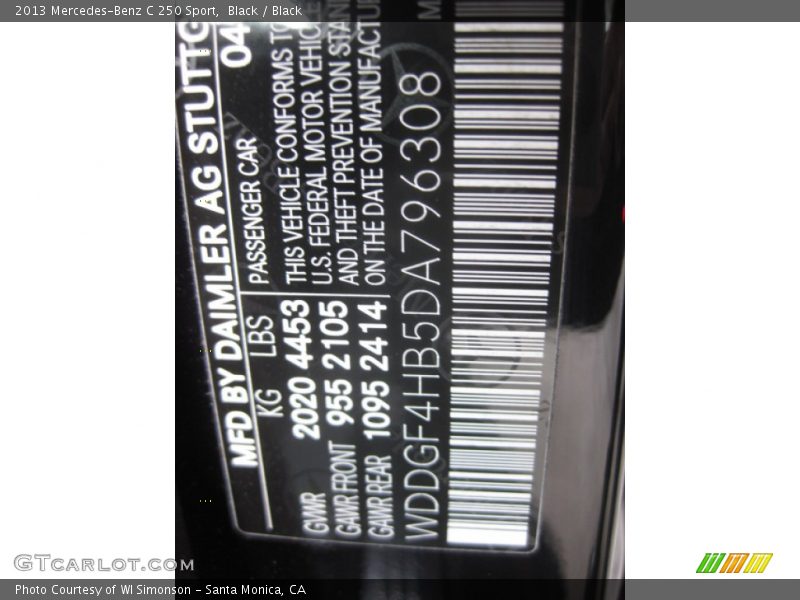 2013 Mercedes-Benz C 250 Sport,  Black / Black
MFD BY DAIMLER AG STUTTG
04
KG LBS PASSENGER CAR
GWR 2020 4453 THIS VEHICLE CONFORMS TO
GAWR FRONT 955 2105 U.S. FEDERAL MOTOR VEHICLE
GAWR REAR 1095 2414 AND THEFT PREVENTION STAN
ON THE DATE OF MANUFACTU
WDDGF4HB5DA796308
M
GTcarlot.com
Photo Courtesy of WI Simonson - Santa Monica, CA